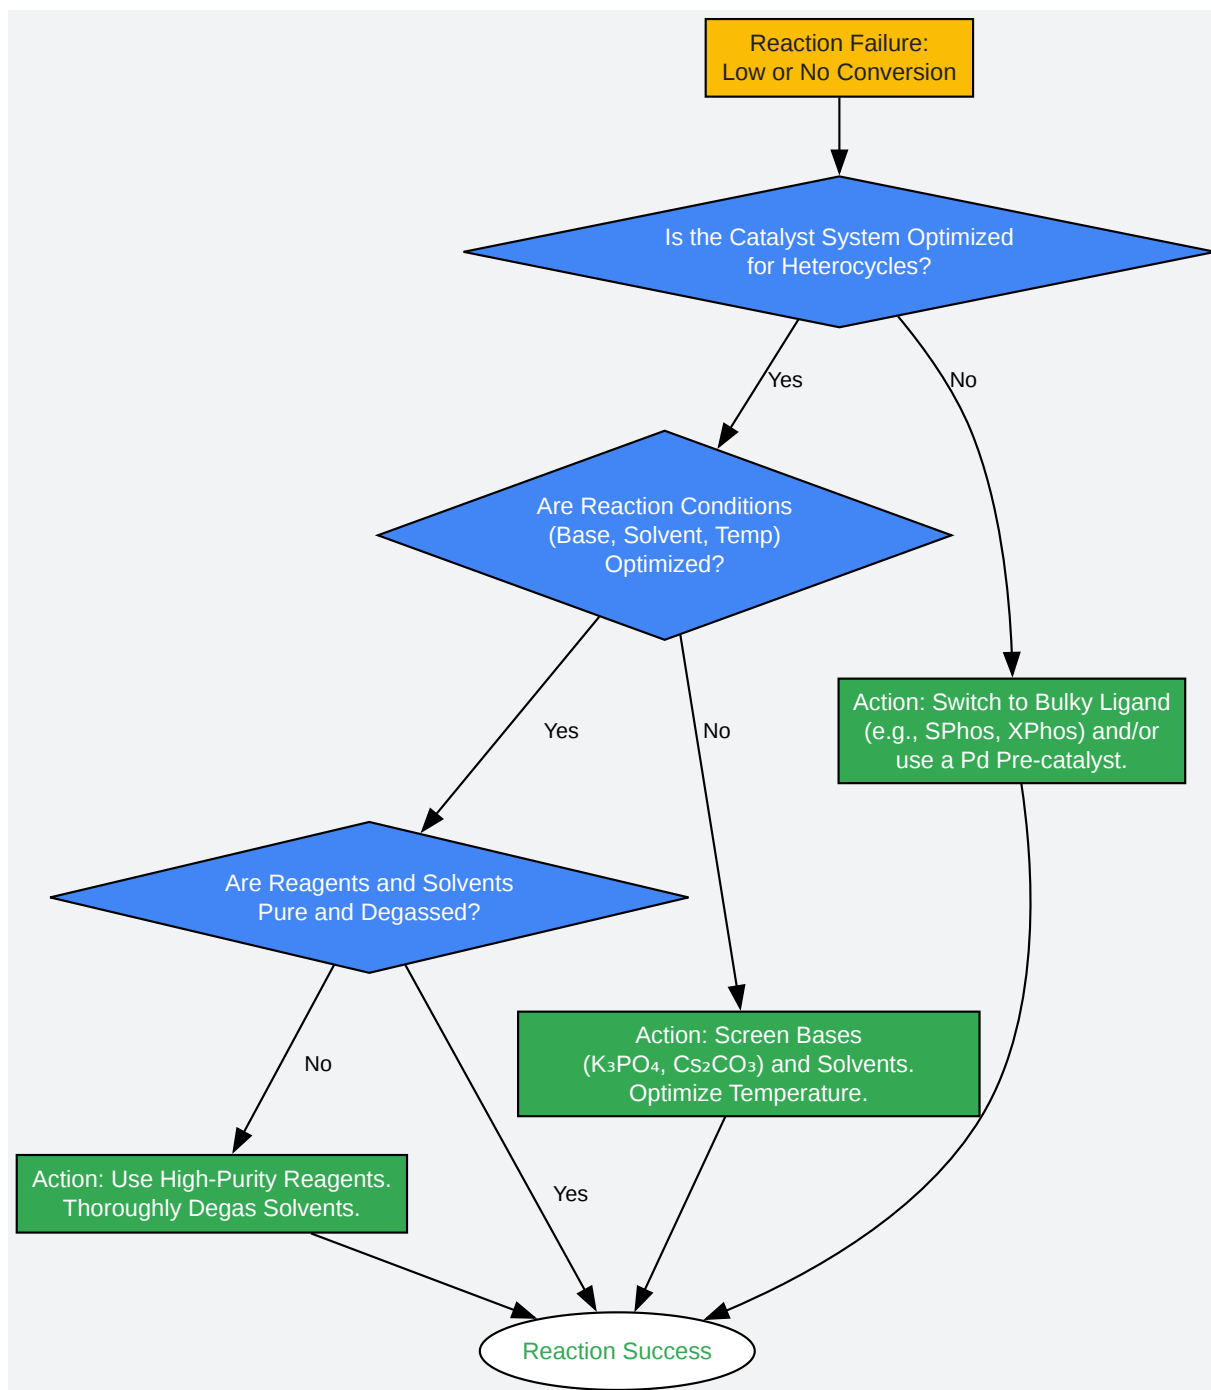 Reaction Failure:
Low or No Conversion
Is the Catalyst System Optimized
for Heterocycles?
Yes
No
Are Reaction Conditions
(Base, Solvent, Temp)
Optimized?
Action: Switch to Bulky Ligand
(e.g., SPhos, XPhos) and/or
use a Pd Pre-catalyst.
Yes
No
Are Reagents and Solvents
Pure and Degassed?
Action: Screen Bases
(K₃PO₄, Cs₂CO₃) and Solvents.
Optimize Temperature.
No
Yes
Action: Use High-Purity Reagents.
Thoroughly Degas Solvents.
Reaction Success